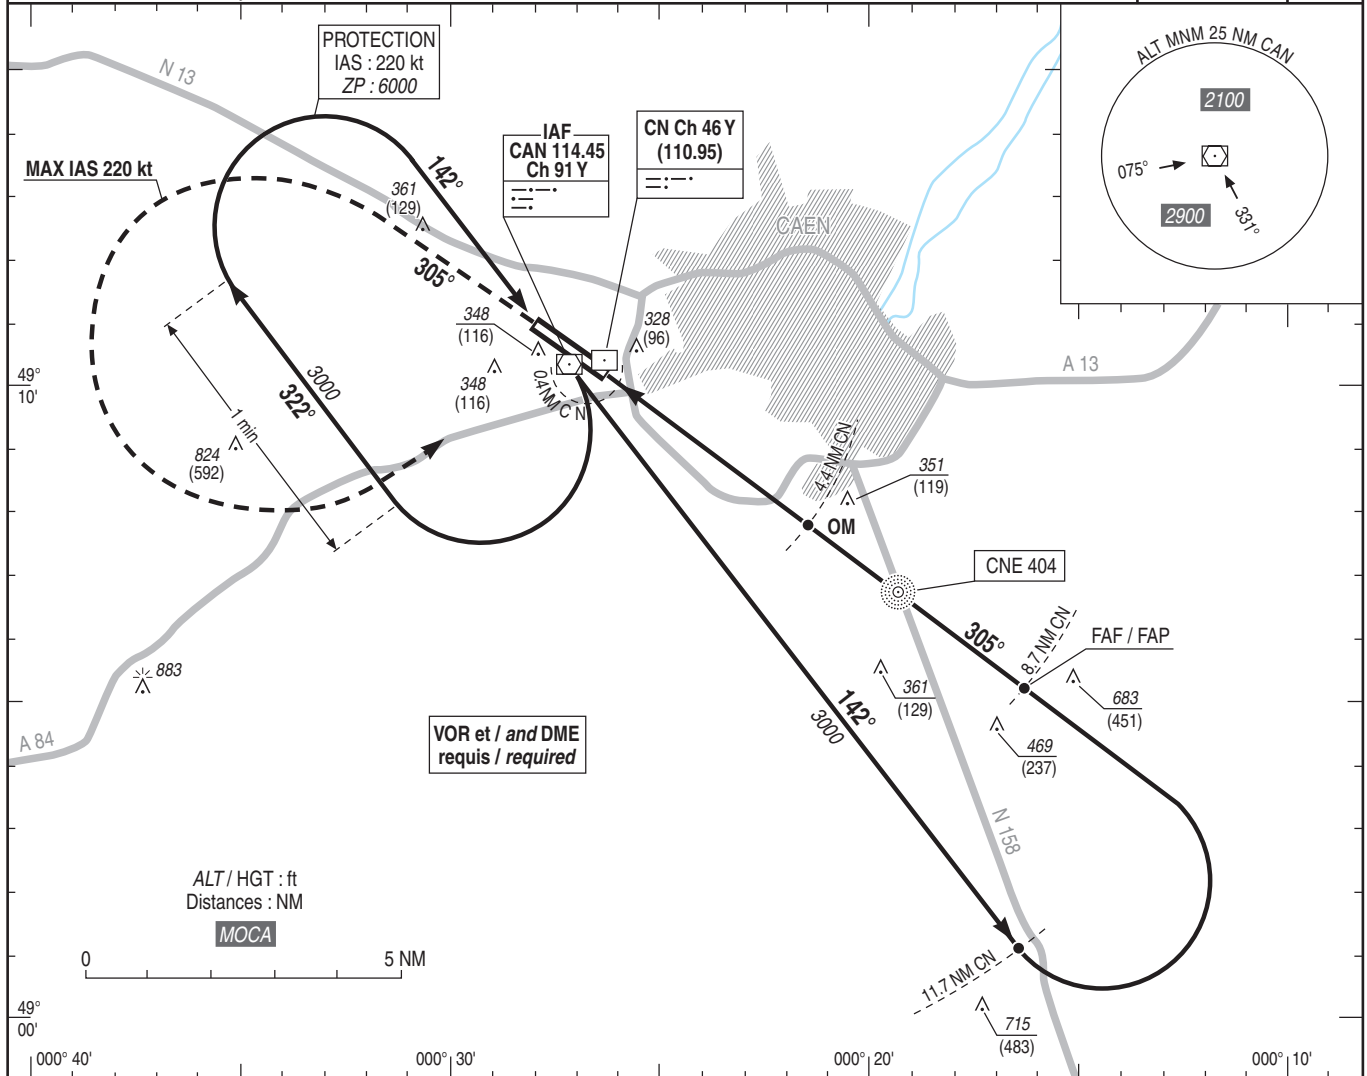 PROTECTION
IAS : 220 kt
ZP : 6000
N 13
MAX IAS 220 kt
IAF
CAN 114.45
Ch 91 Y
CN Ch 46 Y
(110.95)
ALT MNM 25 NM CAN
2100
075°
2900
331°
142°
361
(129)
305°
CAEN
348
(116)
328
(96)
348
(116)
0.4NM CN
A 13
49°
10'
3000
322°
1 min
824
(592)
4.4 NM CN
351
(119)
OM
CNE 404
305°
8.7 NM CN
FAF / FAP
883
361
(129)
683
(451)
469
(237)
142°
3000
A 84
VOR et / and DME
requis / required
N 158
ALT / HGT : ft
Distances : NM
MOCA
0
5 NM
11.7 NM CN
715
(483)
49°
00'
000° 40'
000° 30'
000° 20'
000° 10'